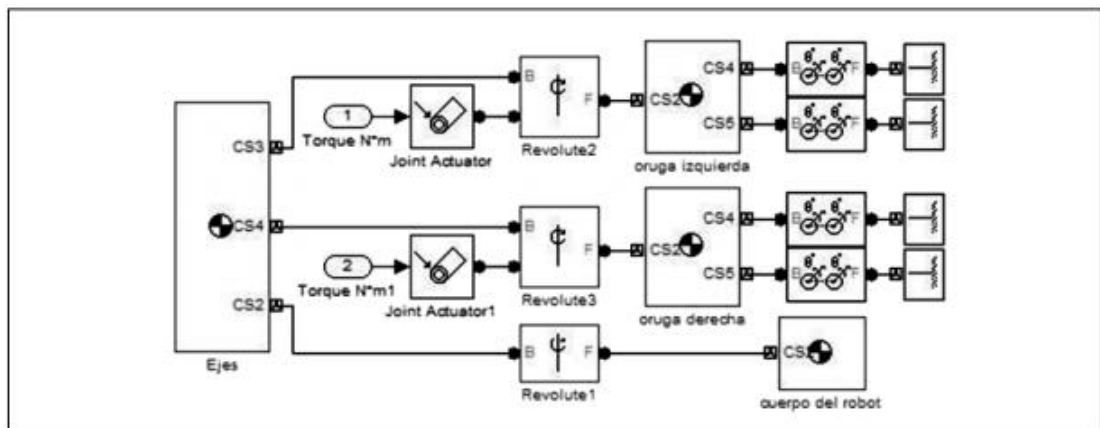 CS3
CS4
CS2
Ejes
1
Torque N*m
Joint Actuator
B
F
Revolute2
CS2
CS4
CS5
oruga izquierda
B
F
B
F
2
Torque N*m1
Joint Actuator1
B
F
Revolute3
CS2
CS4
CS5
oruga derecha
B
F
B
F
B
F
Revolute1
cuerpo del robot